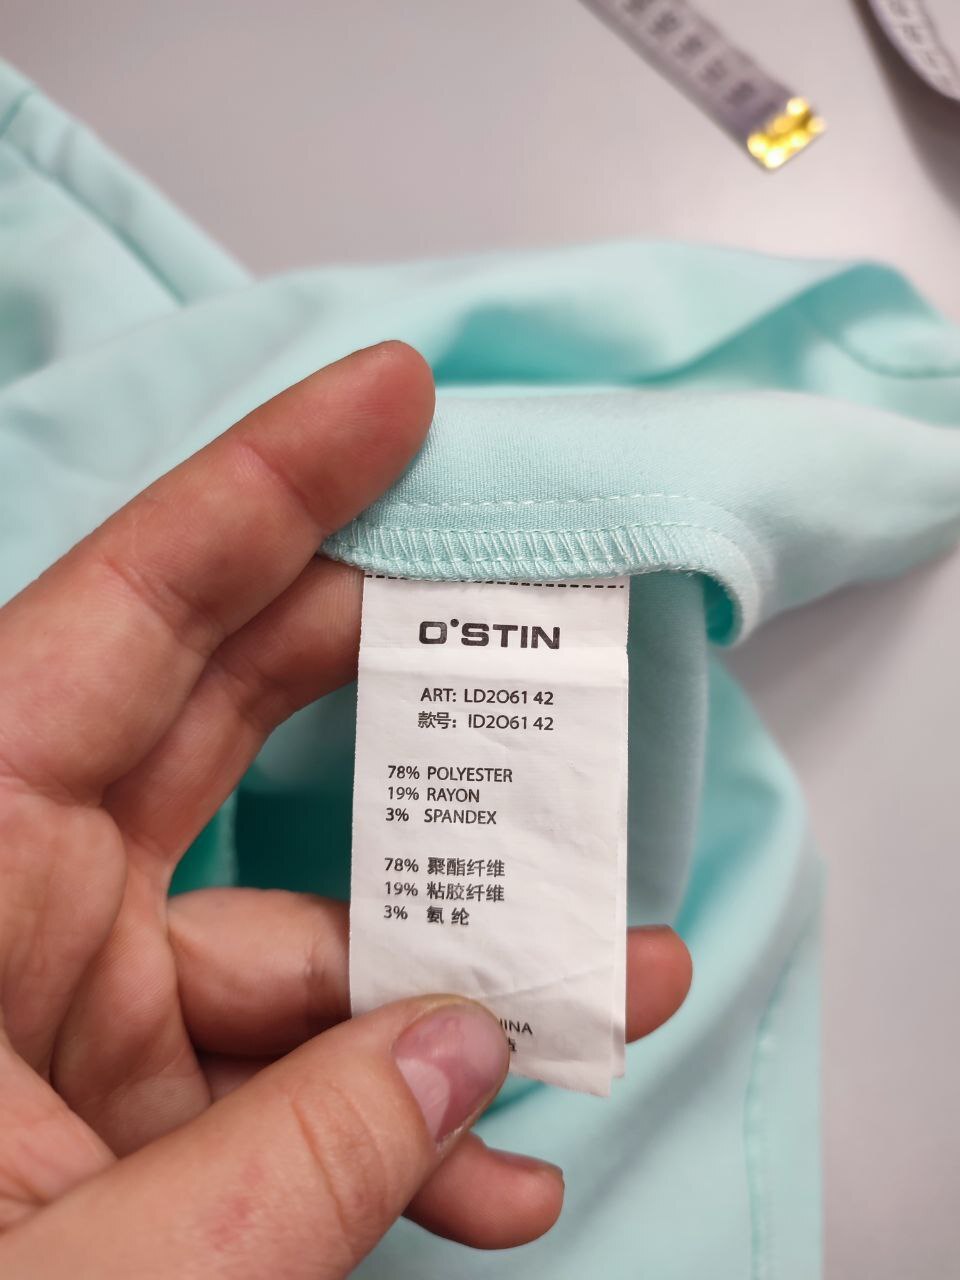 O'STIN
ART: LD2O61 42
款号: ID2O61 42
78% POLYESTER
19% RAYON
3% SPANDEX
78% 聚酯纤维
19% 粘胶纤维
3% 氨 纶